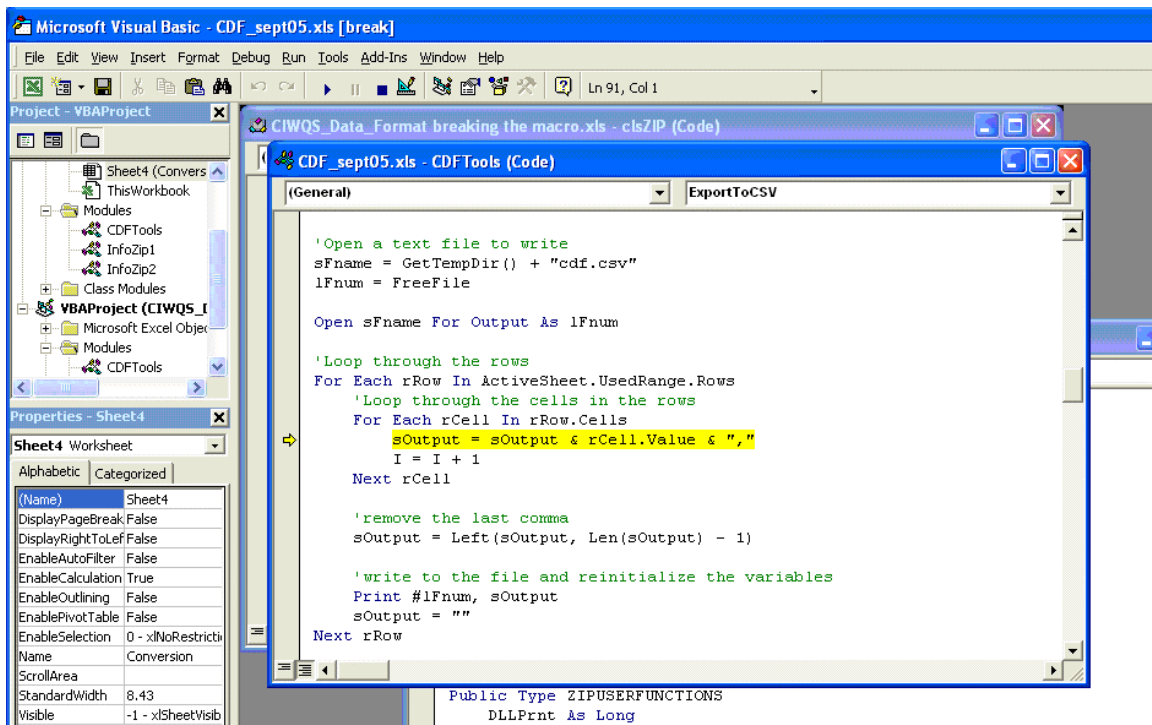 Microsoft Visual Basic - CDF_sept05.xls [break]
File Edit View Insert Format Debug Run Tools Add-Ins Window Help
Ln 91, Col 1
Project - VBAProject
Sheet4 (Convers
ThisWorkbook
Modules
CDFTools
InfoZip1
InfoZip2
Class Modules
VBAProject (CIWQS_
Microsoft Excel Objec
Modules
CDFTools
Properties - Sheet4
Sheet4 Worksheet
Alphabetic Categorized
(Name) Sheet4
DisplayPageBreak False
DisplayRightToLef False
EnableAutoFilter False
EnableCalculation True
EnableOutlining False
EnablePivotTable False
EnableSelection 0 - xlNoRestricti
Name Conversion
ScrollArea
StandardWidth 8.43
Visible -1 - xlSheetVisib
CIWQS_Data_Format breaking the macro.xls - clsZIP (Code)
CDF_sept05.xls - CDFTools (Code)
(General) ExportToCSV
'Open a text file to write
sFname = GetTempDir() + "cdf.csv"
lFnum = FreeFile
Open sFname For Output As lFnum
'Loop through the rows
For Each rRow In ActiveSheet.UsedRange.Rows
'Loop through the cells in the rows
For Each rCell In rRow.Cells
sOutput = sOutput & rCell.Value & ","
I = I + 1
Next rCell
'remove the last comma
sOutput = Left(sOutput, Len(sOutput) - 1)
'write to the file and reinitialize the variables
Print #lFnum, sOutput
sOutput = ""
Next rRow
Public Type ZIPUSERFUNCTIONS
DLLPrnt As Long